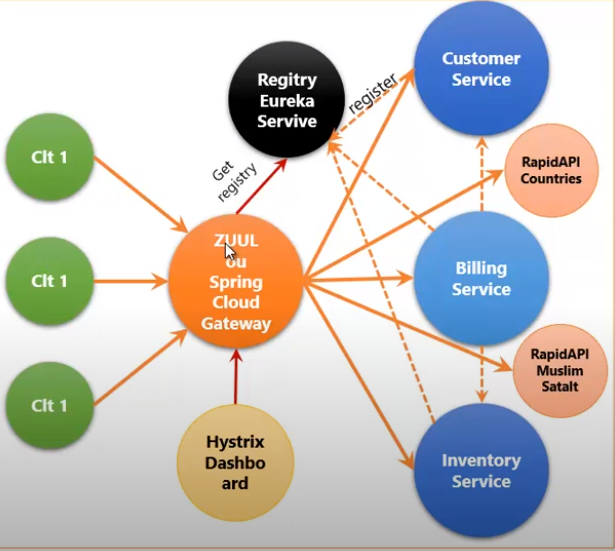 Customer
Service
Regitry
Eureka
Servive
register
Clt 1
Get
registry
RapidAPI
Countries
ZUUL
ou
Spring
Cloud
Gateway
Clt 1
Billing
Service
RapidAPI
Muslim
Satalt
Clt 1
Hystrix
Dashbo
ard
Inventory
Service